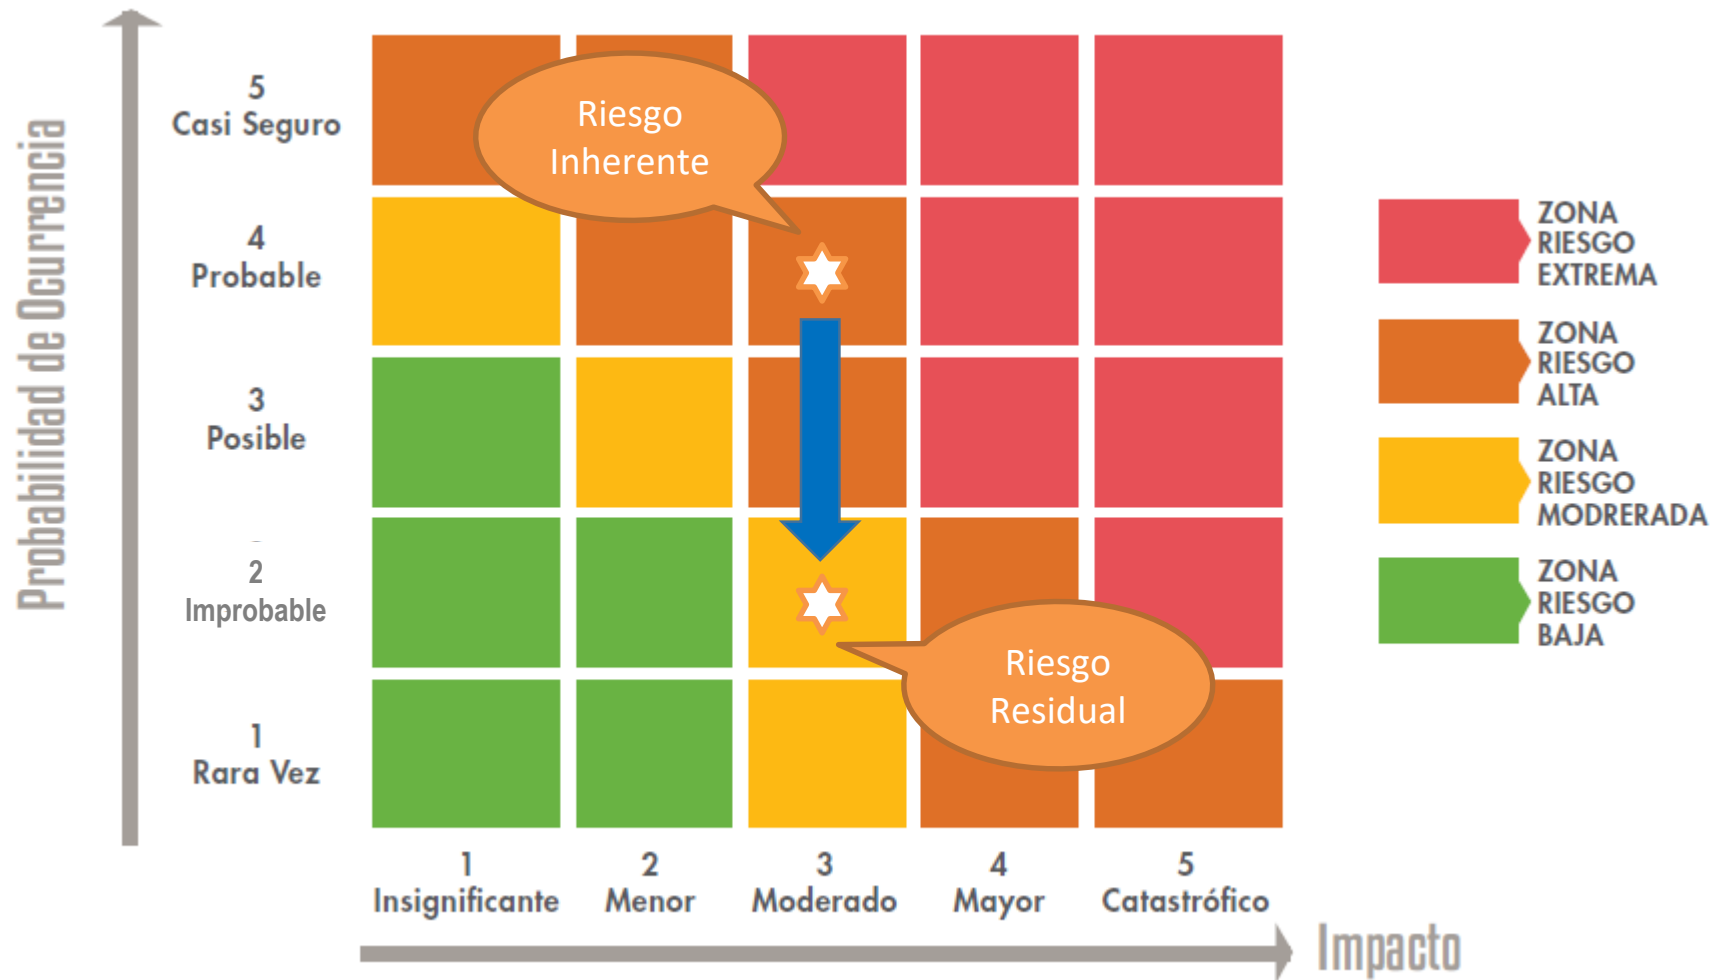 Probabilidad de Ocurrencia
5
Casi Seguro
4
Probable
3
Posible
2
Improbable
1
Rara Vez
Riesgo
Inherente
Riesgo
Residual
1
Insignificante
2
Menor
3
Moderado
4
Mayor
5
Catastrófico
Impacto
ZONA
RIESGO
EXTREMA
ZONA
RIESGO
ALTA
ZONA
RIESGO
MODRERADA
ZONA
RIESGO
BAJA